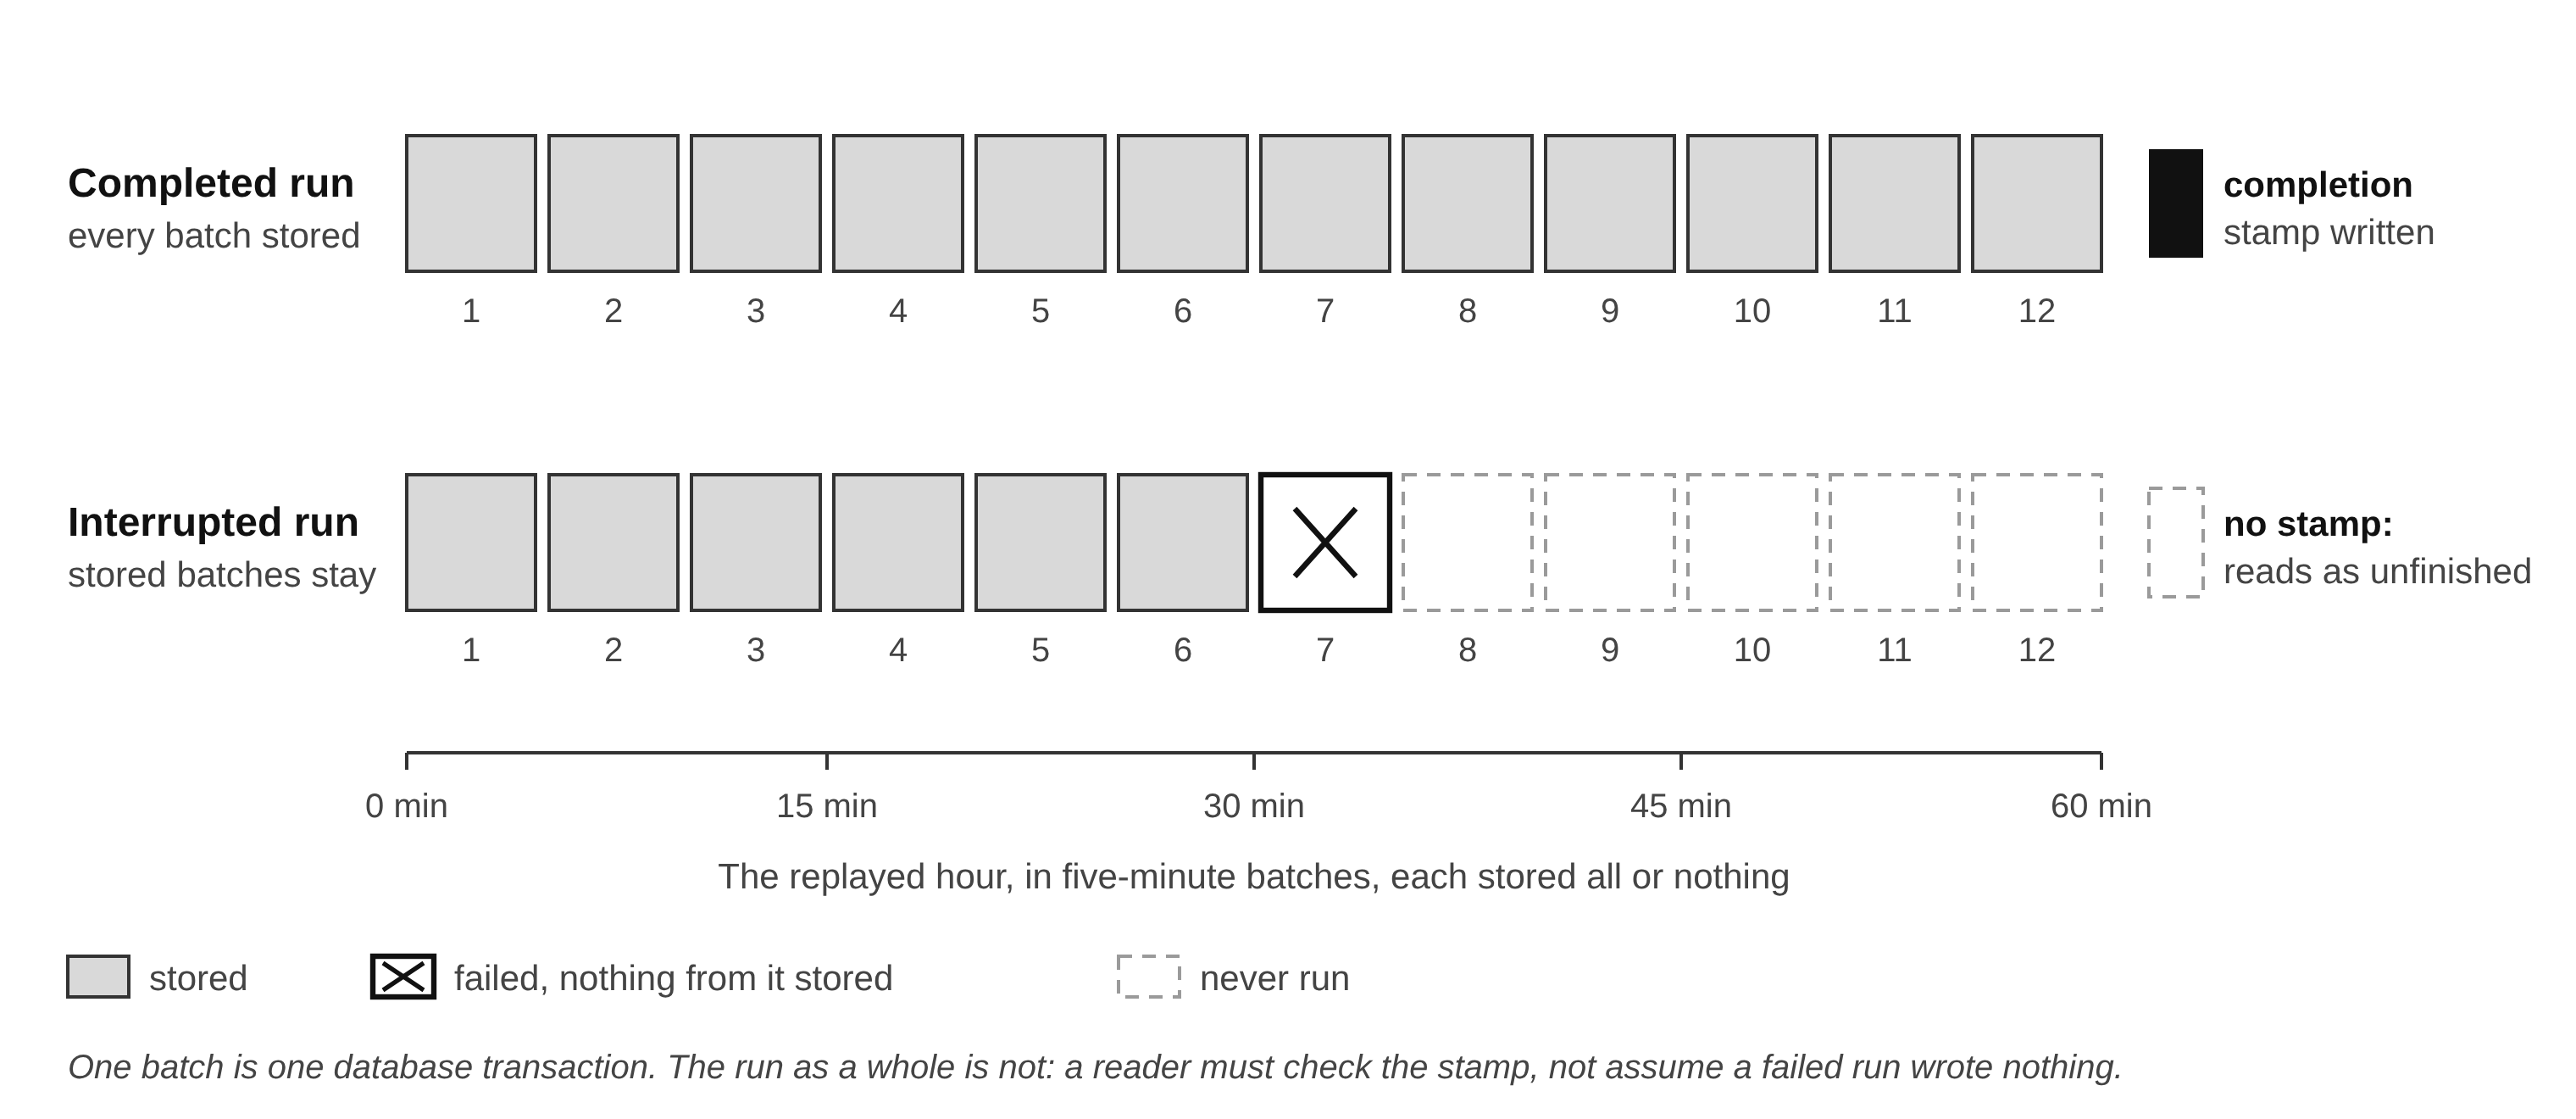 Completed run
every batch stored
completion
stamp written
1 2 3 4 5 6 7 8 9 10 11 12
Interrupted run
stored batches stay
no stamp:
reads as unfinished
1 2 3 4 5 6 7 8 9 10 11 12
0 min 15 min 30 min 45 min 60 min
The replayed hour, in five-minute batches, each stored all or nothing
stored failed, nothing from it stored never run
One batch is one database transaction. The run as a whole is not: a reader must check the stamp, not assume a failed run wrote nothing.